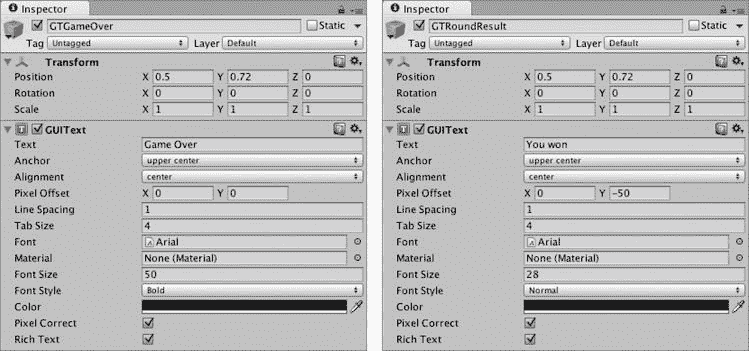 Inspector
GTGameOver
Static
Tag Untagged Layer Default
Transform
Position X 0.5 Y 0.72 Z 0
Rotation X 0 Y 0 Z 0
Scale X 1 Y 1 Z 1
GUIText
Text Game Over
Anchor upper center
Alignment center
Pixel Offset X 0 Y 0
Line Spacing 1
Tab Size 4
Font Arial
Material None (Material)
Font Size 50
Font Style Bold
Color
Pixel Correct
Rich Text
Inspector
GTRoundResult
Static
Tag Untagged Layer Default
Transform
Position X 0.5 Y 0.72 Z 0
Rotation X 0 Y 0 Z 0
Scale X 1 Y 1 Z 1
GUIText
Text You won
Anchor upper center
Alignment center
Pixel Offset X 0 Y -50
Line Spacing 1
Tab Size 4
Font Arial
Material None (Material)
Font Size 28
Font Style Normal
Color
Pixel Correct
Rich Text